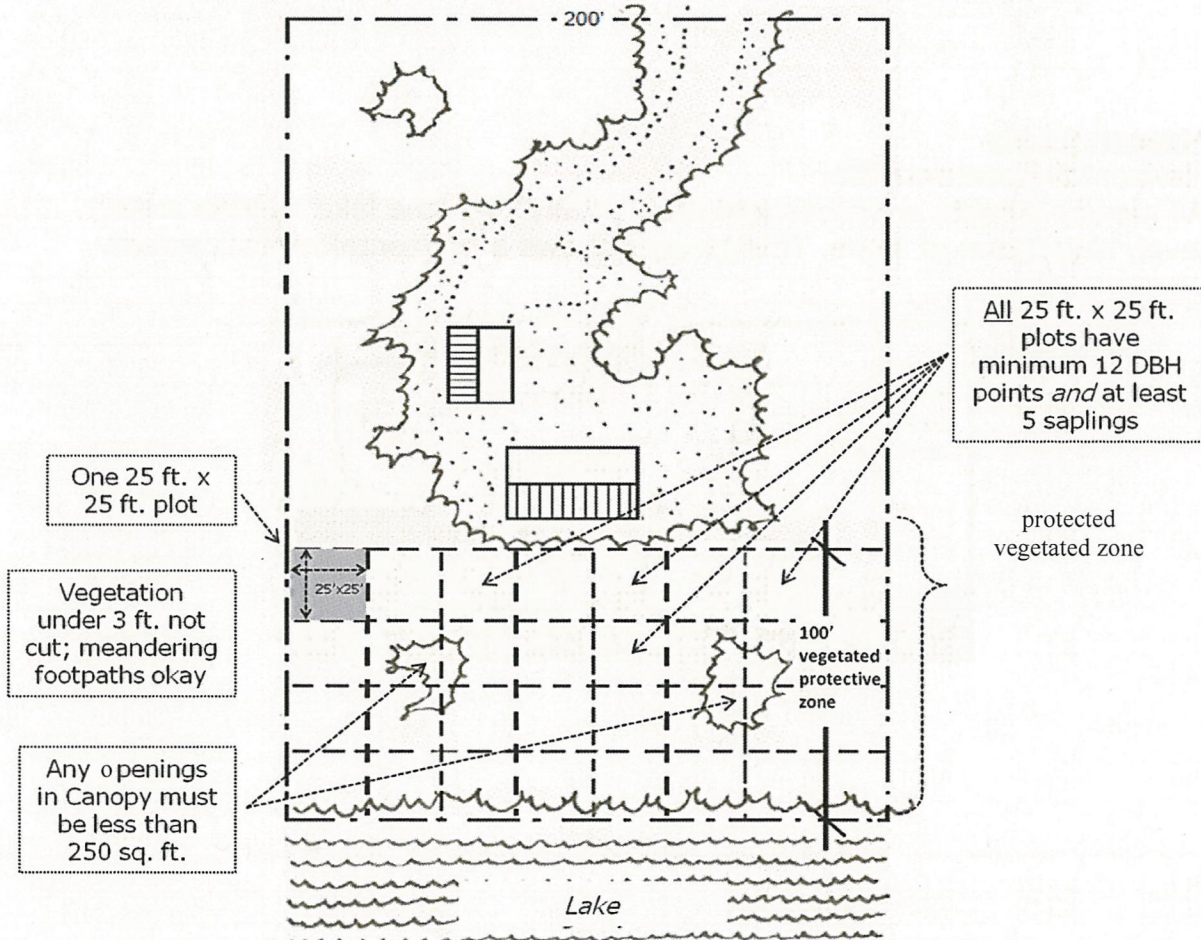 200'
All 25 ft. x 25 ft.
plots have
minimum 12 DBH
points and at least
5 saplings
One 25 ft. x
25 ft. plot
protected
vegetated zone
25'x25'
Vegetation
under 3 ft. not
cut; meandering
footpaths okay
100'
vegetated
protective
zone
Any openings
in Canopy must
be less than
250 sq. ft.
Lake